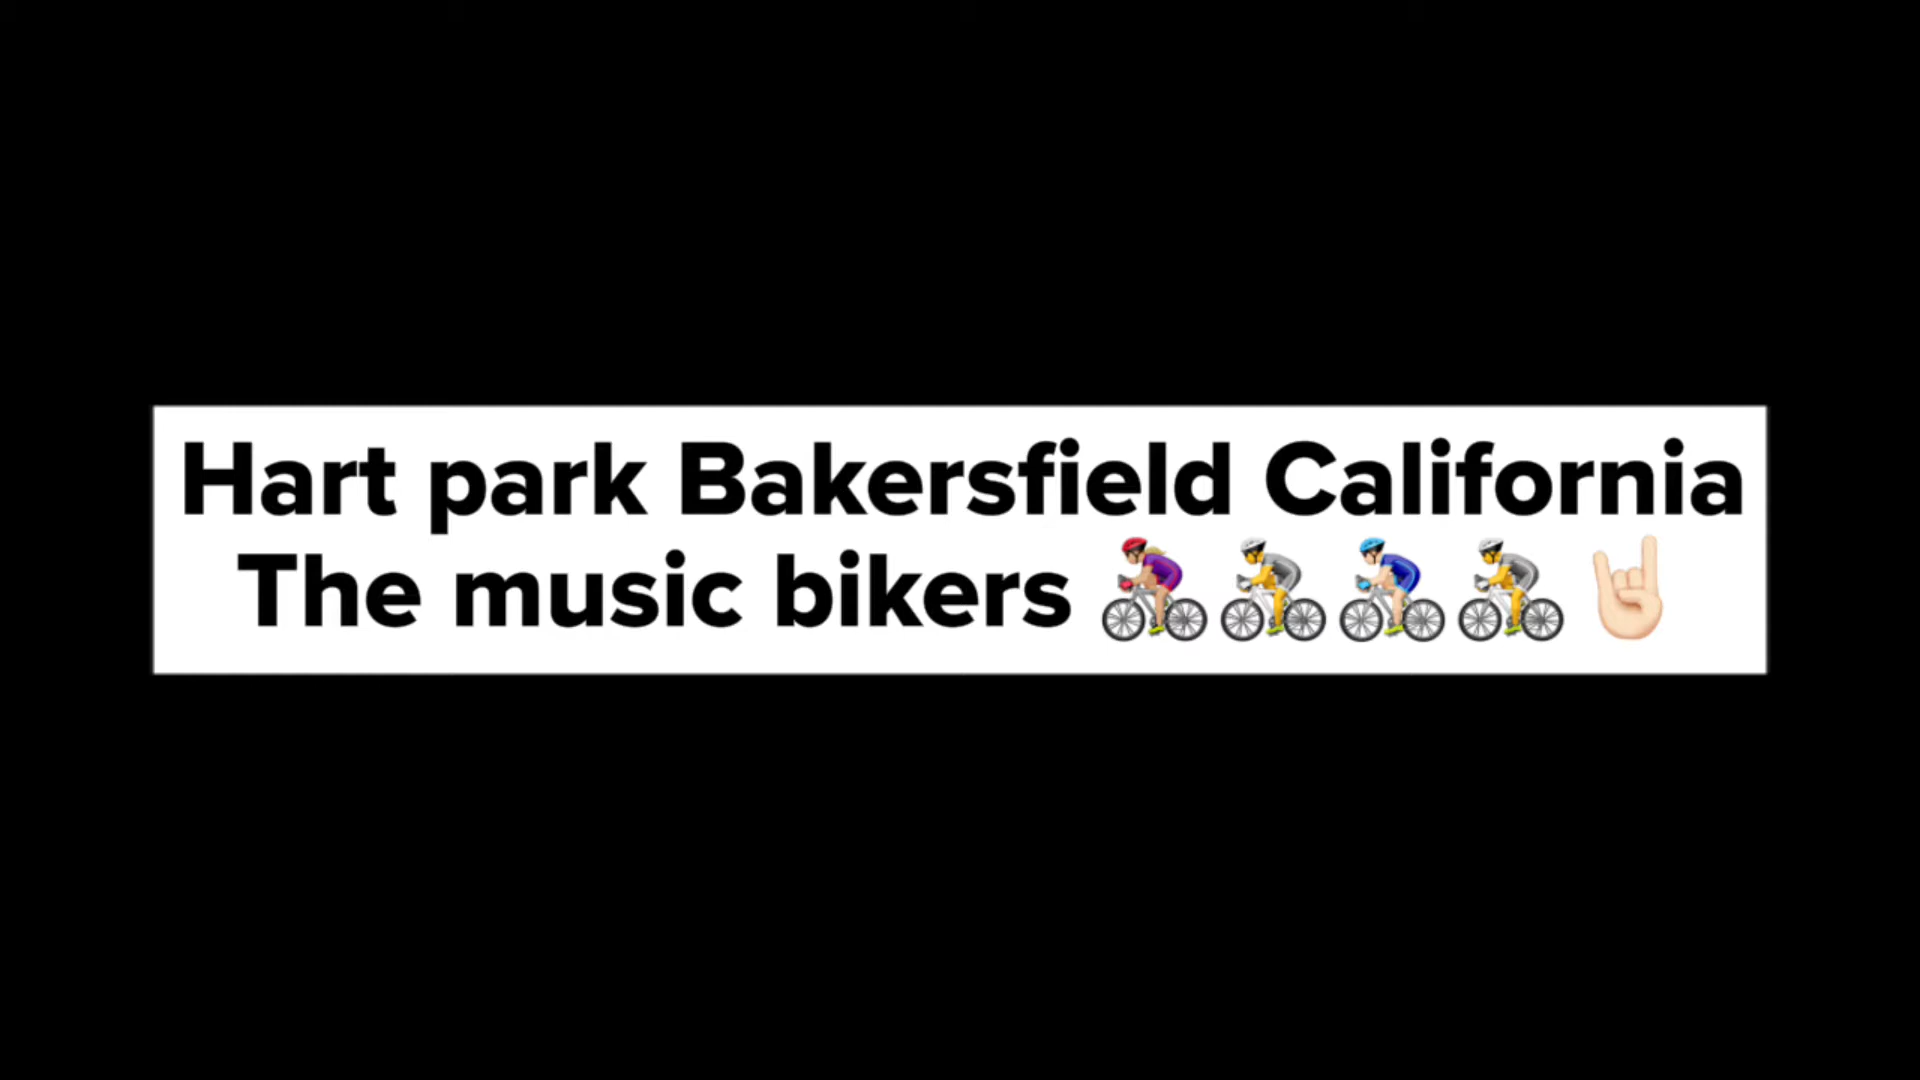 Hart park Bakersfield California
The music bikers 🚴🏼‍♀️🚴🚴🏻‍♂️🚴🤘🏻